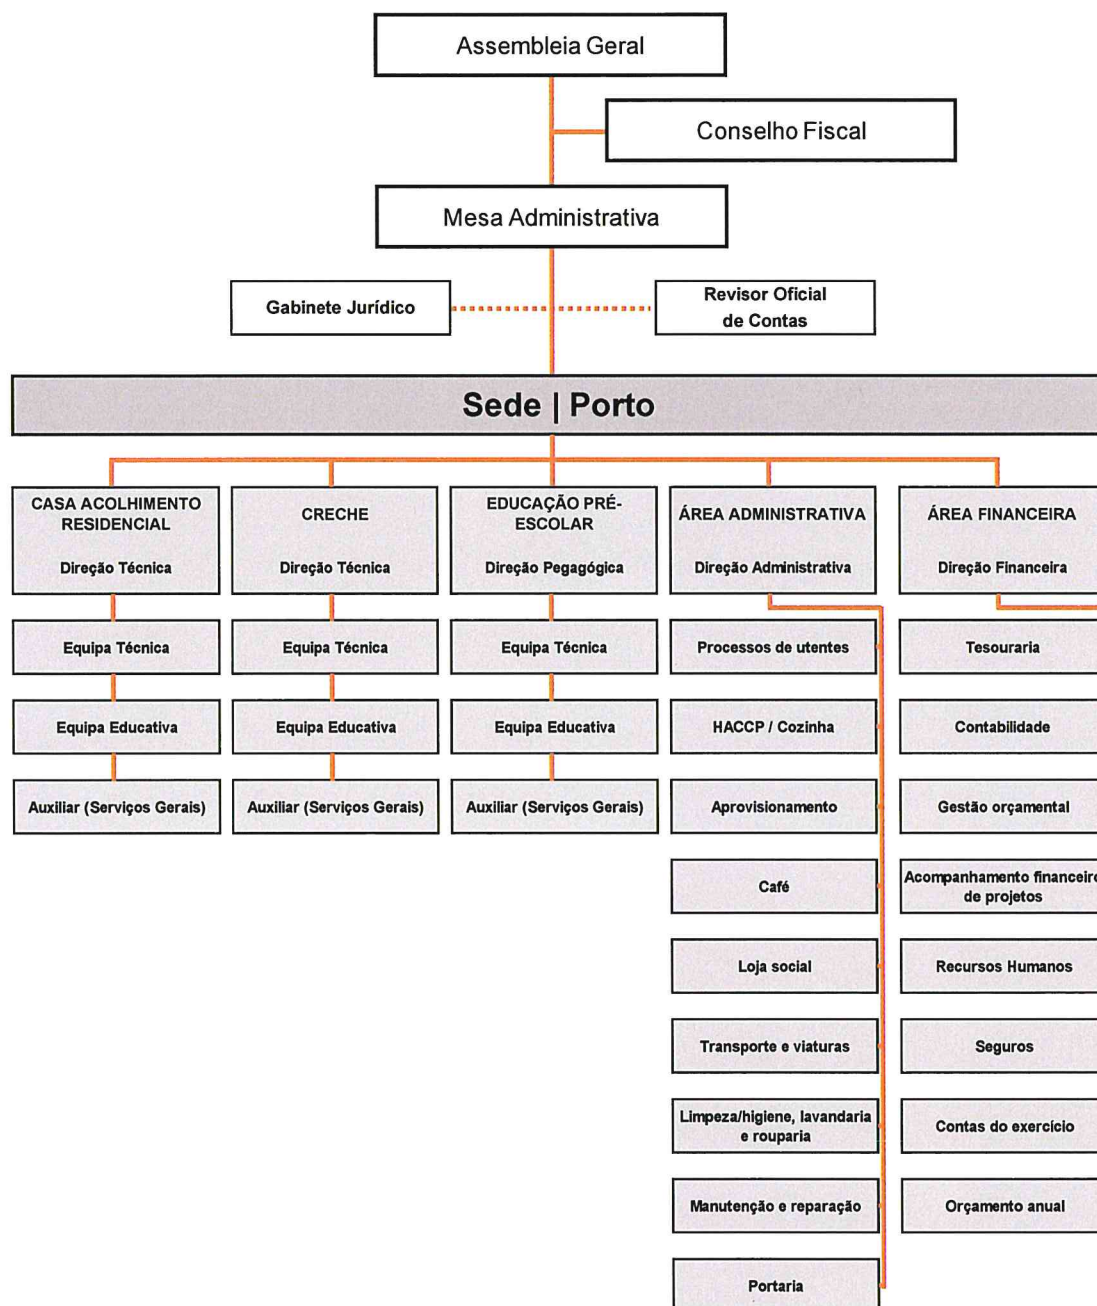 Assembleia Geral
Conselho Fiscal
Mesa Administrativa
Gabinete Jurídico
Revisor Oficial
de Contas
Sede | Porto
CASA ACOLHIMENTO
RESIDENCIAL
Direção Técnica
CRECHE
Direção Técnica
EDUCAÇÃO PRÉ-
ESCOLAR
Direção Pegagógica
ÁREA ADMINISTRATIVA
Direção Administrativa
ÁREA FINANCEIRA
Direção Financeira
Equipa Técnica
Equipa Técnica
Equipa Técnica
Processos de utentes
Tesouraria
Equipa Educativa
Equipa Educativa
Equipa Educativa
HACCP / Cozinha
Contabilidade
Auxiliar (Serviços Gerais)
Auxiliar (Serviços Gerais)
Auxiliar (Serviços Gerais)
Aprovisionamento
Gestão orçamental
Café
Acompanhamento financeiro
de projetos
Loja social
Recursos Humanos
Transporte e viaturas
Seguros
Limpeza/higiene, lavandaria
e rouparia
Contas do exercício
Manutenção e reparação
Orçamento anual
Portaria